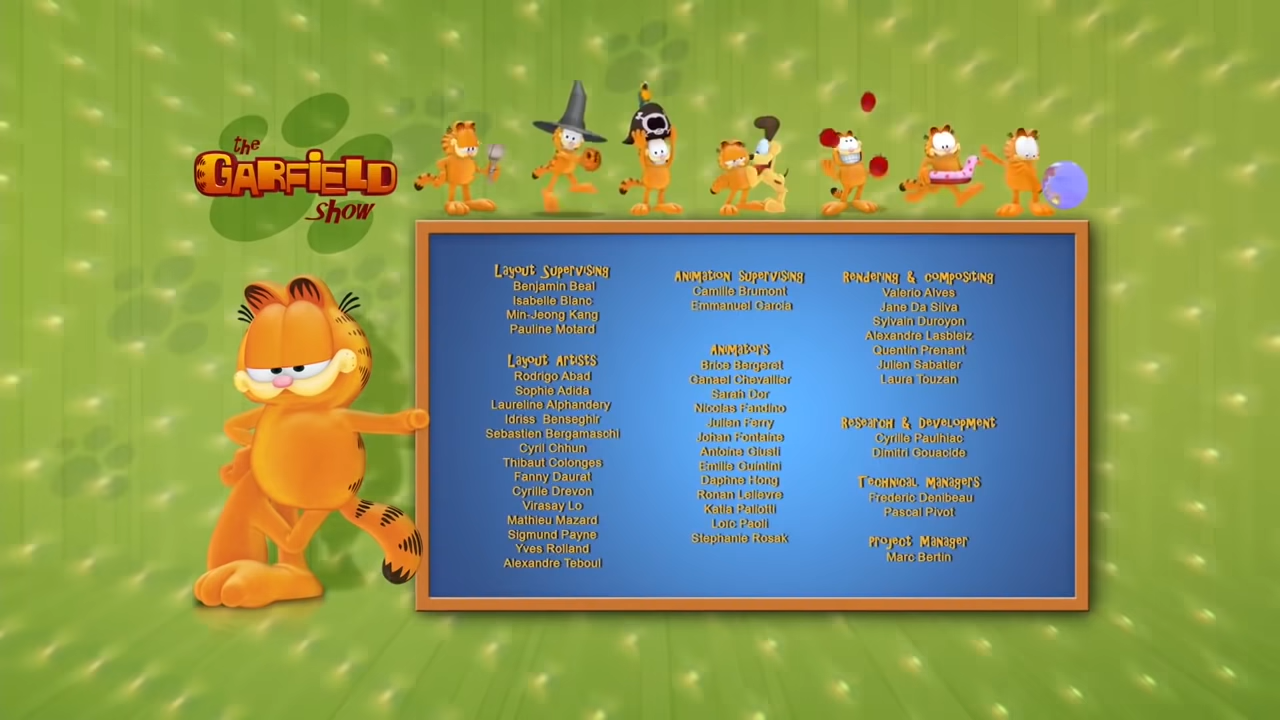 the
GARFIELD
show
Layout Supervising
Benjamin Beal
Isabelle Blanc
Min-Jeong Kang
Pauline Motard
Layout Artists
Rodrigo Abad
Sophie Adida
Laureline Alphandery
Idriss Benseghir
Sebastien Bergamaschi
Cyril Chhun
Thibaut Colonges
Fanny Daurat
Cyrille Drevon
Virasay Lo
Mathieu Mazard
Sigmund Payne
Yves Rolland
Alexandre Teboul
Animation Supervising
Camille Brumont
Emmanuel Garcia
Animators
Brice Bergeret
Ganael Chevallier
Sarah Dor
Nicolas Fandino
Julien Ferry
Johan Fontaine
Antoine Giusti
Emilie Guintini
Daphne Hong
Ronan Lelievre
Katia Paliotti
Loic Paoli
Stephanie Rosak
Rendering & compositing
Valerio Alves
Jane Da Silva
Sylvain Duroyon
Alexandre Lasbleiz
Quentin Prenant
Julien Sabatier
Laura Touzan
Research & Development
Cyrille Paulhiac
Dimitri Gouacide
Technical Managers
Frederic Denibeau
Pascal Pivot
Project Manager
Marc Bertin